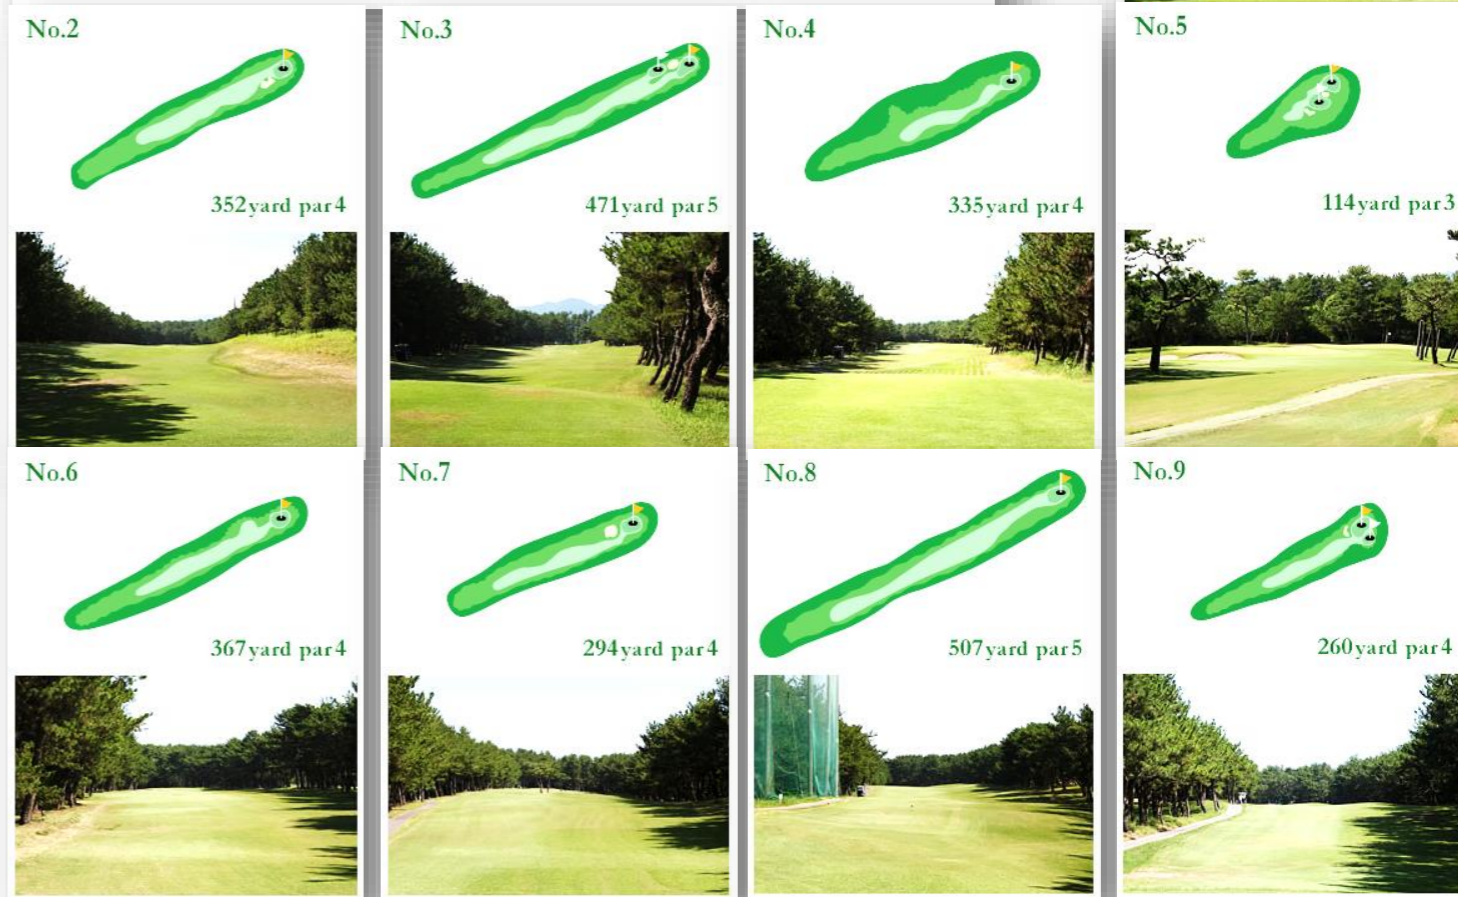 No.2
352yard par4
No.3
471yard par5
No.4
335yard par4
No.5
114yard par3
No.6
367yard par4
No.7
294yard par4
No.8
507yard par5
No.9
260yard par4